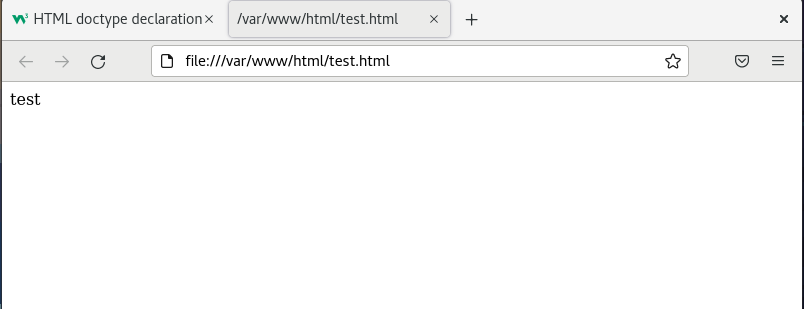 HTML doctype declaration
/var/www/html/test.html
file:///var/www/html/test.html
test